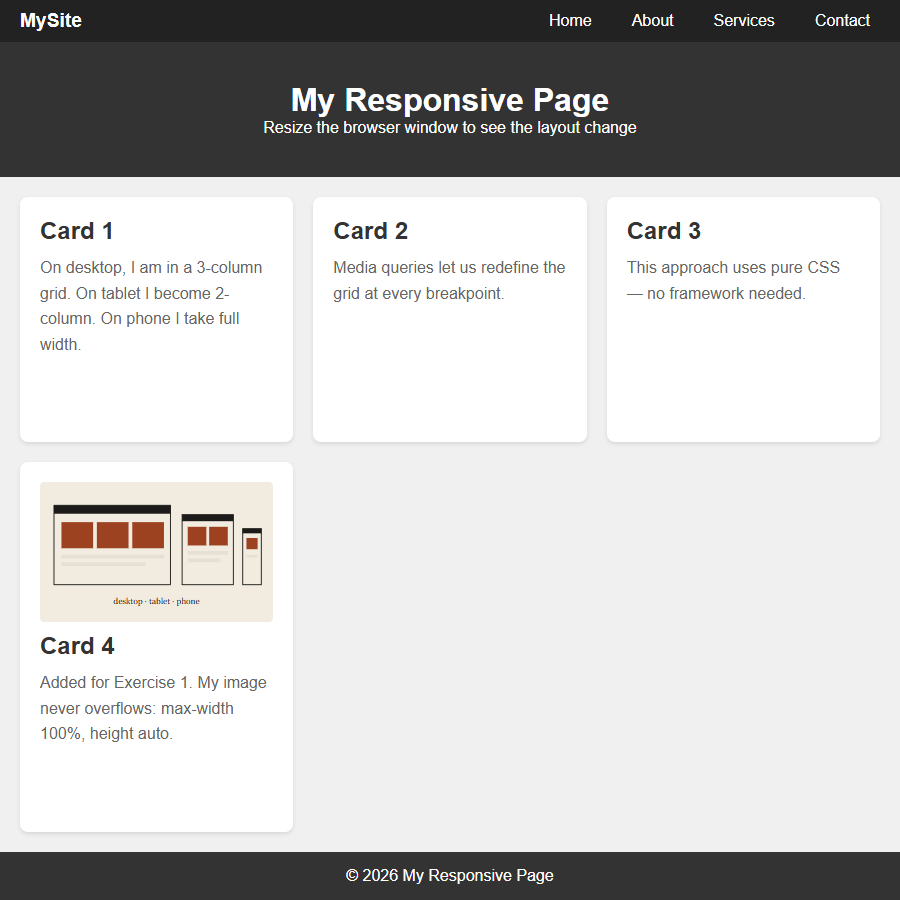 MySite
Home About Services Contact
My Responsive Page
Resize the browser window to see the layout change
Card 1
On desktop, I am in a 3-column
grid. On tablet I become 2-
column. On phone I take full
width.
Card 2
Media queries let us redefine the
grid at every breakpoint.
Card 3
This approach uses pure CSS
— no framework needed.
desktop · tablet · phone
Card 4
Added for Exercise 1. My image
never overflows: max-width
100%, height auto.
© 2026 My Responsive Page